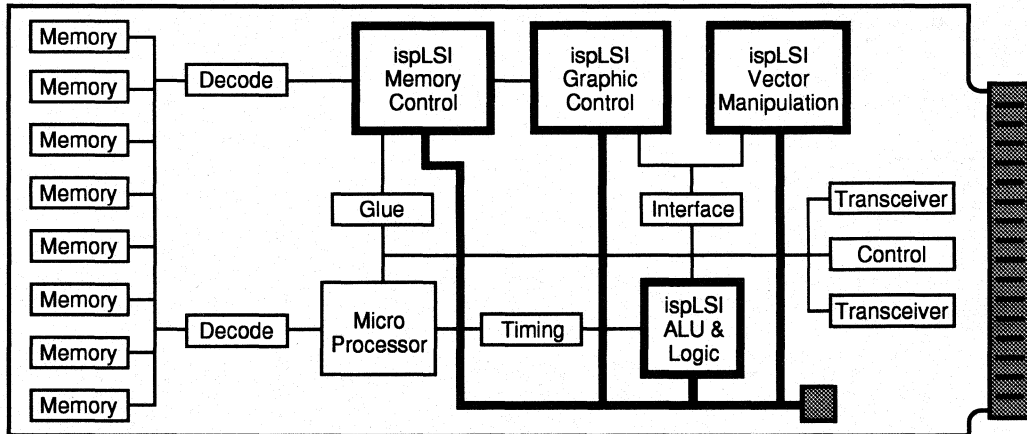 Memory
Memory
Memory
Memory
Memory
Memory
Memory
Memory
Decode
Decode
ispLSI
Memory
Control
ispLSI
Graphic
Control
ispLSI
Vector
Manipulation
Glue
Interface
Transceiver
Control
Transceiver
Micro
Processor
Timing
ispLSI
ALU &
Logic